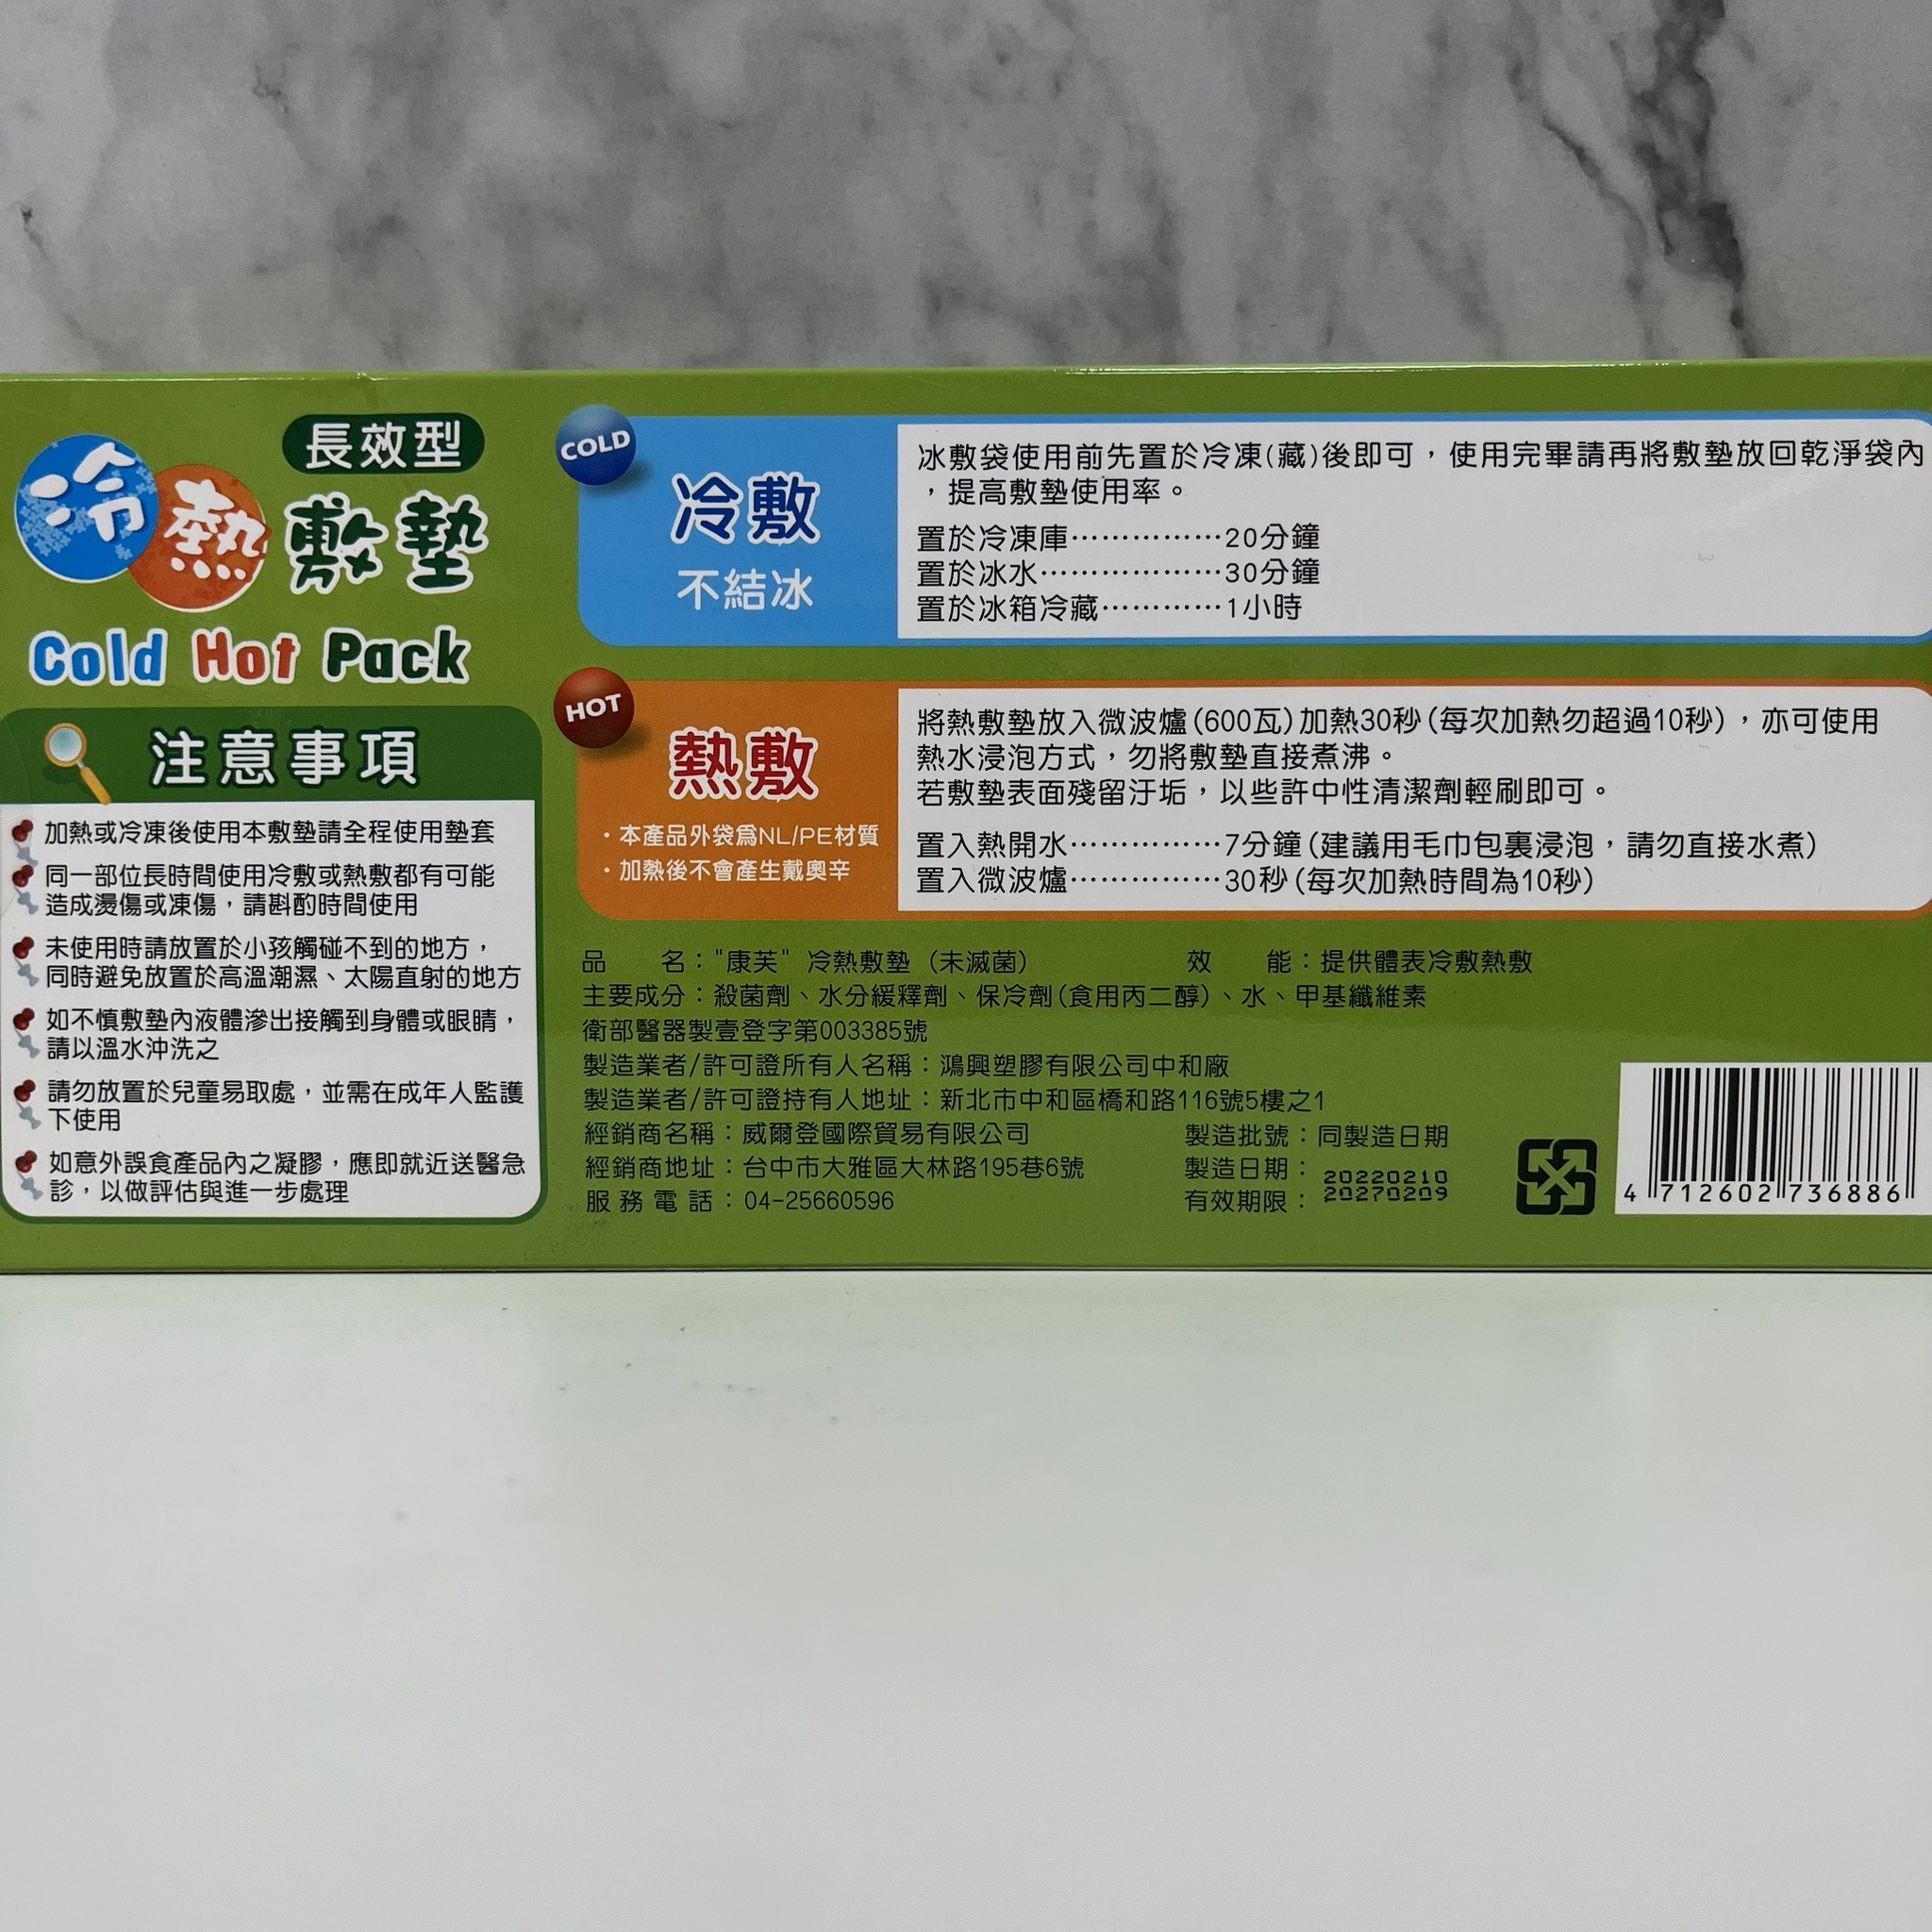 長效型
冷熱敷墊
Cold Hot Pack
注意事項
加熱或冷凍後使用本敷墊請全程使用墊套
同一部位長時間使用冷敷或熱敷都有可能
造成燙傷或凍傷，請斟酌時間使用
未使用時請放置於小孩觸碰不到的地方，
同時避免放置於高溫潮濕、太陽直射的地方
如不慎敷墊內液體滲出接觸到身體或眼睛，
請以溫水沖洗之
請勿放置於兒童易取處，並需在成年人監護
下使用
如意外誤食產品內之凝膠，應即就近送醫急
診，以做評估與進一步處理
COLD
冷敷
不結冰
冰敷袋使用前先置於冷凍(藏)後即可，使用完畢請再將敷墊放回乾淨袋內
，提高敷墊使用率。
置於冷凍庫……………20分鐘
置於冰水………………30分鐘
置於冰箱冷藏…………1小時
HOT
熱敷
・本產品外袋為NL/PE材質
・加熱後不會產生戴奧辛
將熱敷墊放入微波爐(600瓦)加熱30秒(每次加熱勿超過10秒)，亦可使用
熱水浸泡方式，勿將敷墊直接煮沸。
若敷墊表面殘留汙垢，以些許中性清潔劑輕刷即可。
置入熱開水……………7分鐘(建議用毛巾包裹浸泡，請勿直接水煮)
置入微波爐……………30秒(每次加熱時間為10秒)
品　名："康芙" 冷熱敷墊 (未滅菌)　效　能：提供體表冷敷熱敷
主要成分：殺菌劑、水分緩釋劑、保冷劑(食用丙二醇)、水、甲基纖維素
衛部醫器製壹登字第003385號
製造業者/許可證所有人名稱：鴻興塑膠有限公司中和廠
製造業者/許可證持有人地址：新北市中和區橋和路116號5樓之1
經銷商名稱：威爾登國際貿易有限公司　製造批號：同製造日期
經銷商地址：台中市大雅區大林路195巷6號　製造日期：20220210
服務電話：04-25660596　有效期限：20270209
4 712602 736886